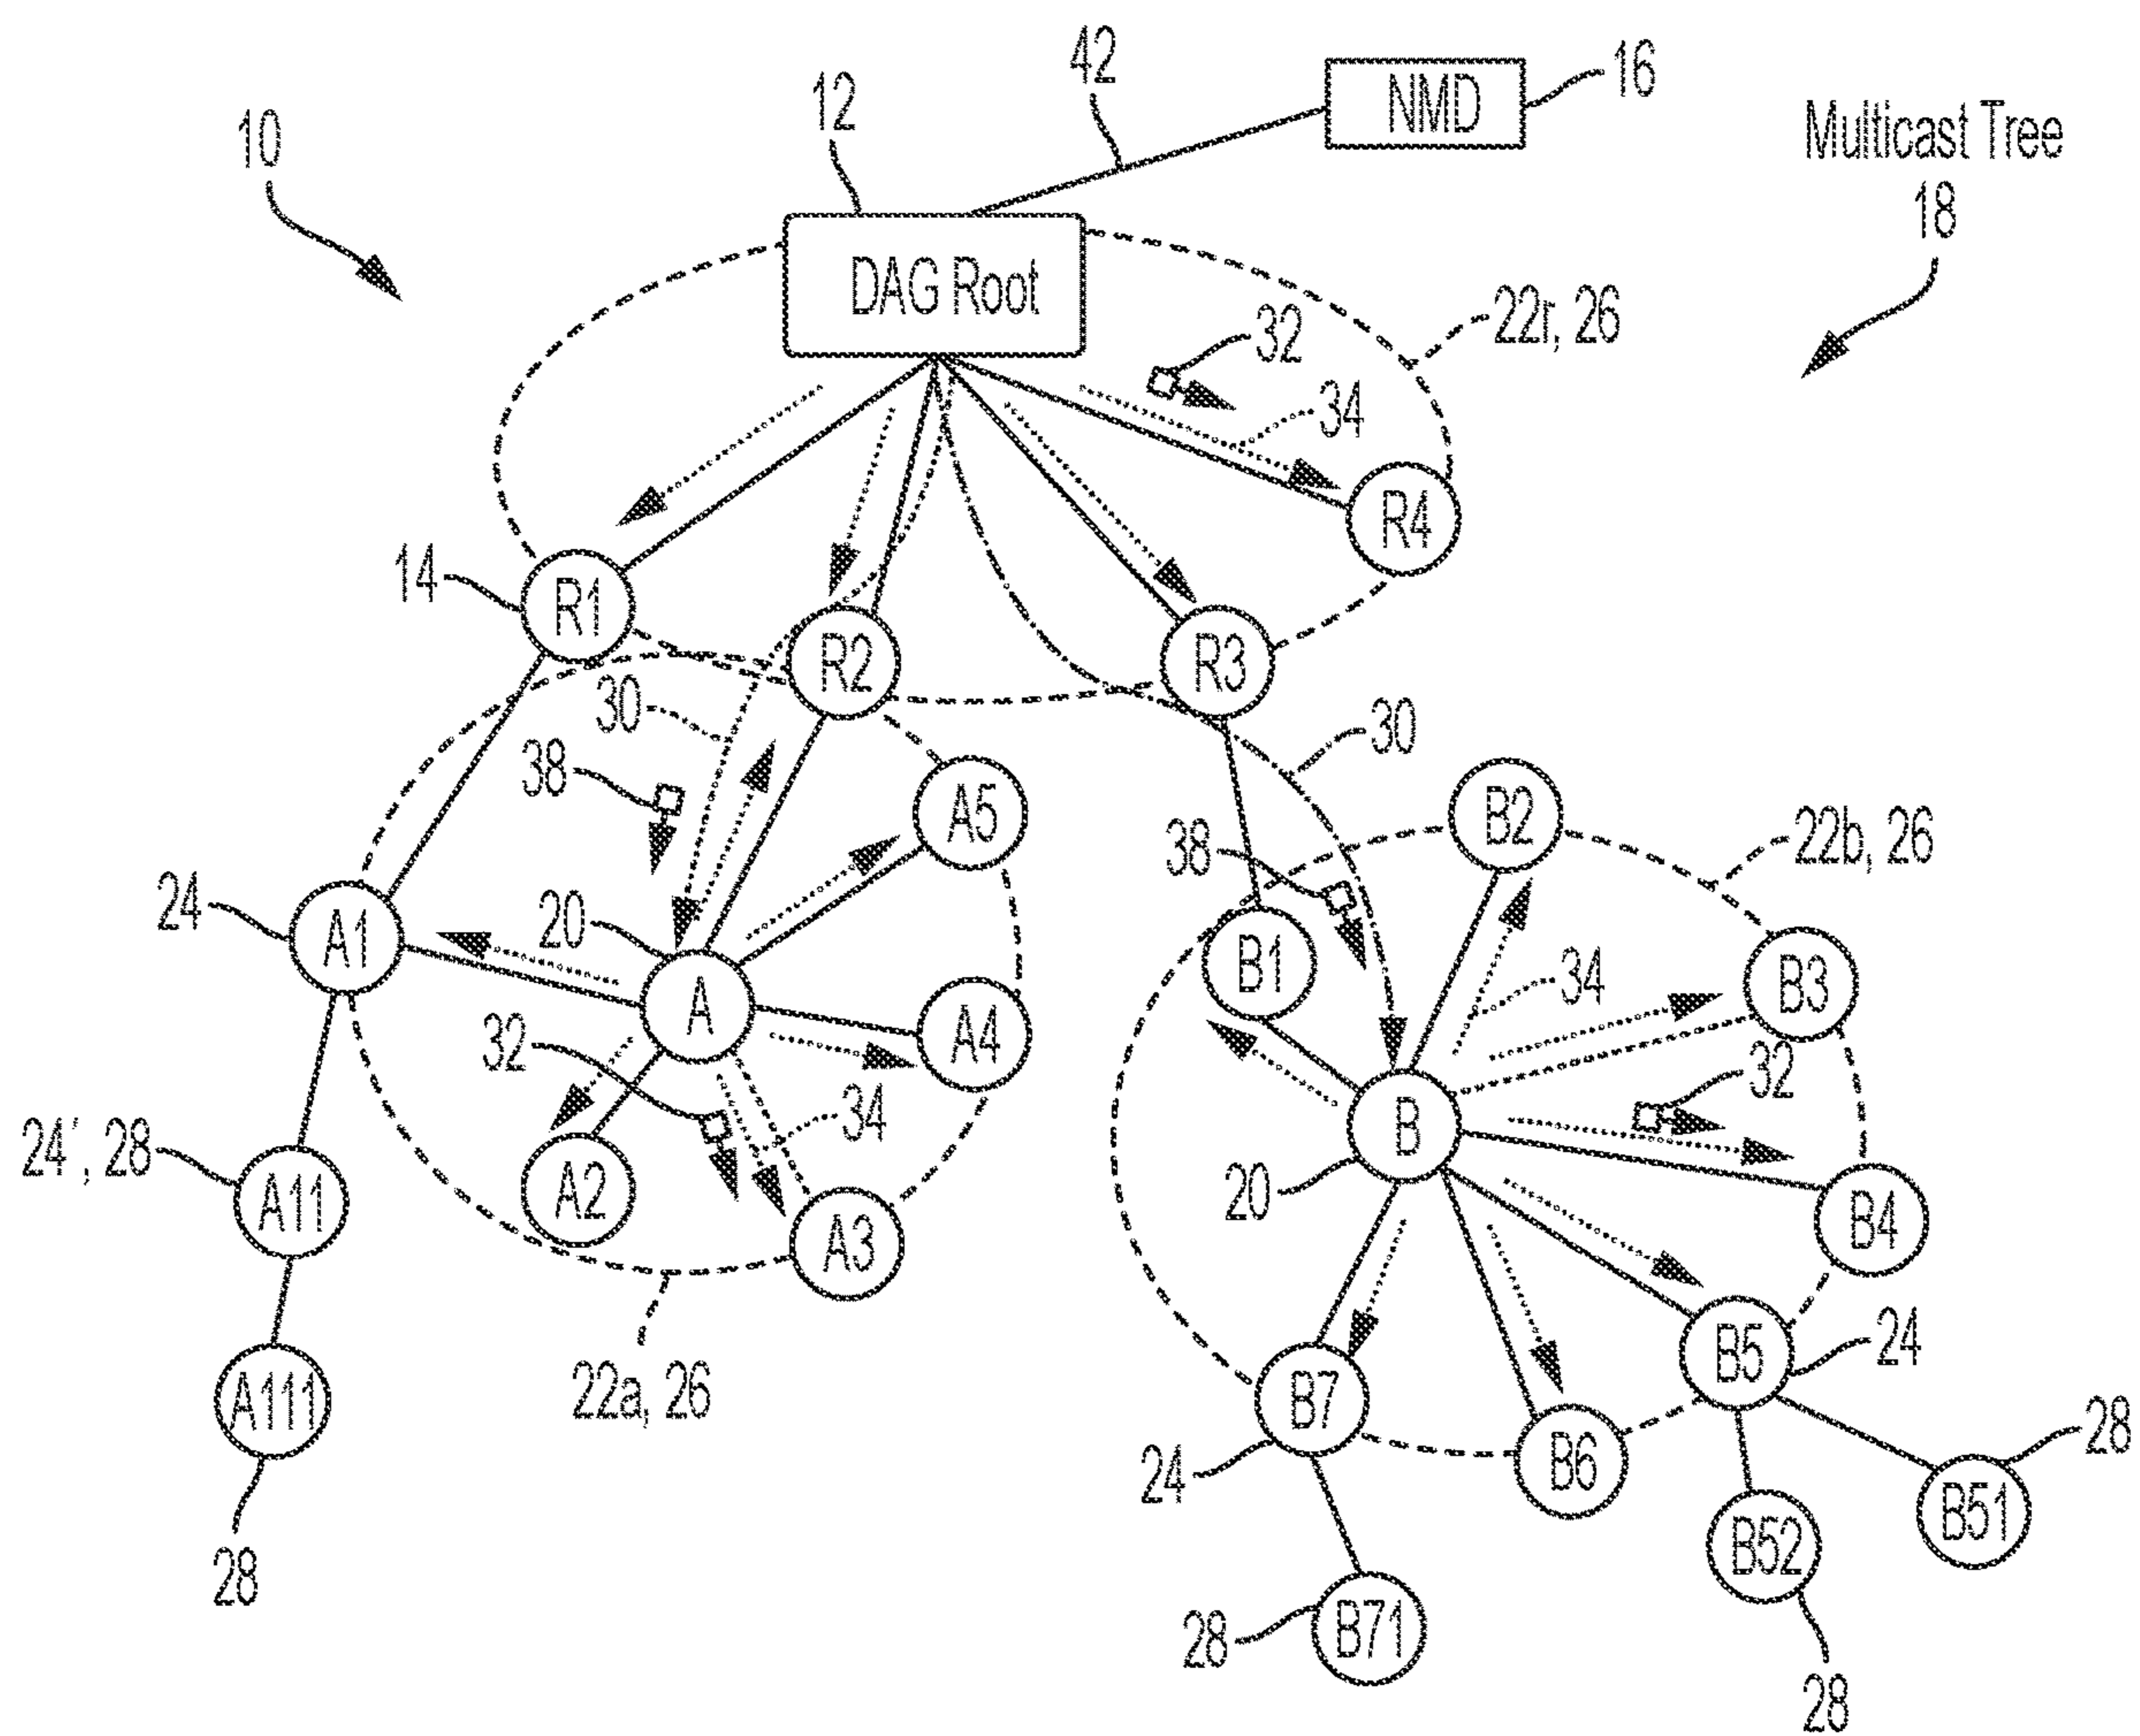 42
NMD
16
12
Multicast Tree
18
10
DAG Root
22r, 26
32
34
R4
14
R1
R2
R3
30
30
38
A5
B2
38
22b, 26
24
A1
20
B1
34
B3
A
A4
32
32
34
B
24', 28
A11
A2
20
B4
A3
24
B5
A111
22a, 26
B7
28
24
B6
B51
B52
28
28
B71
28